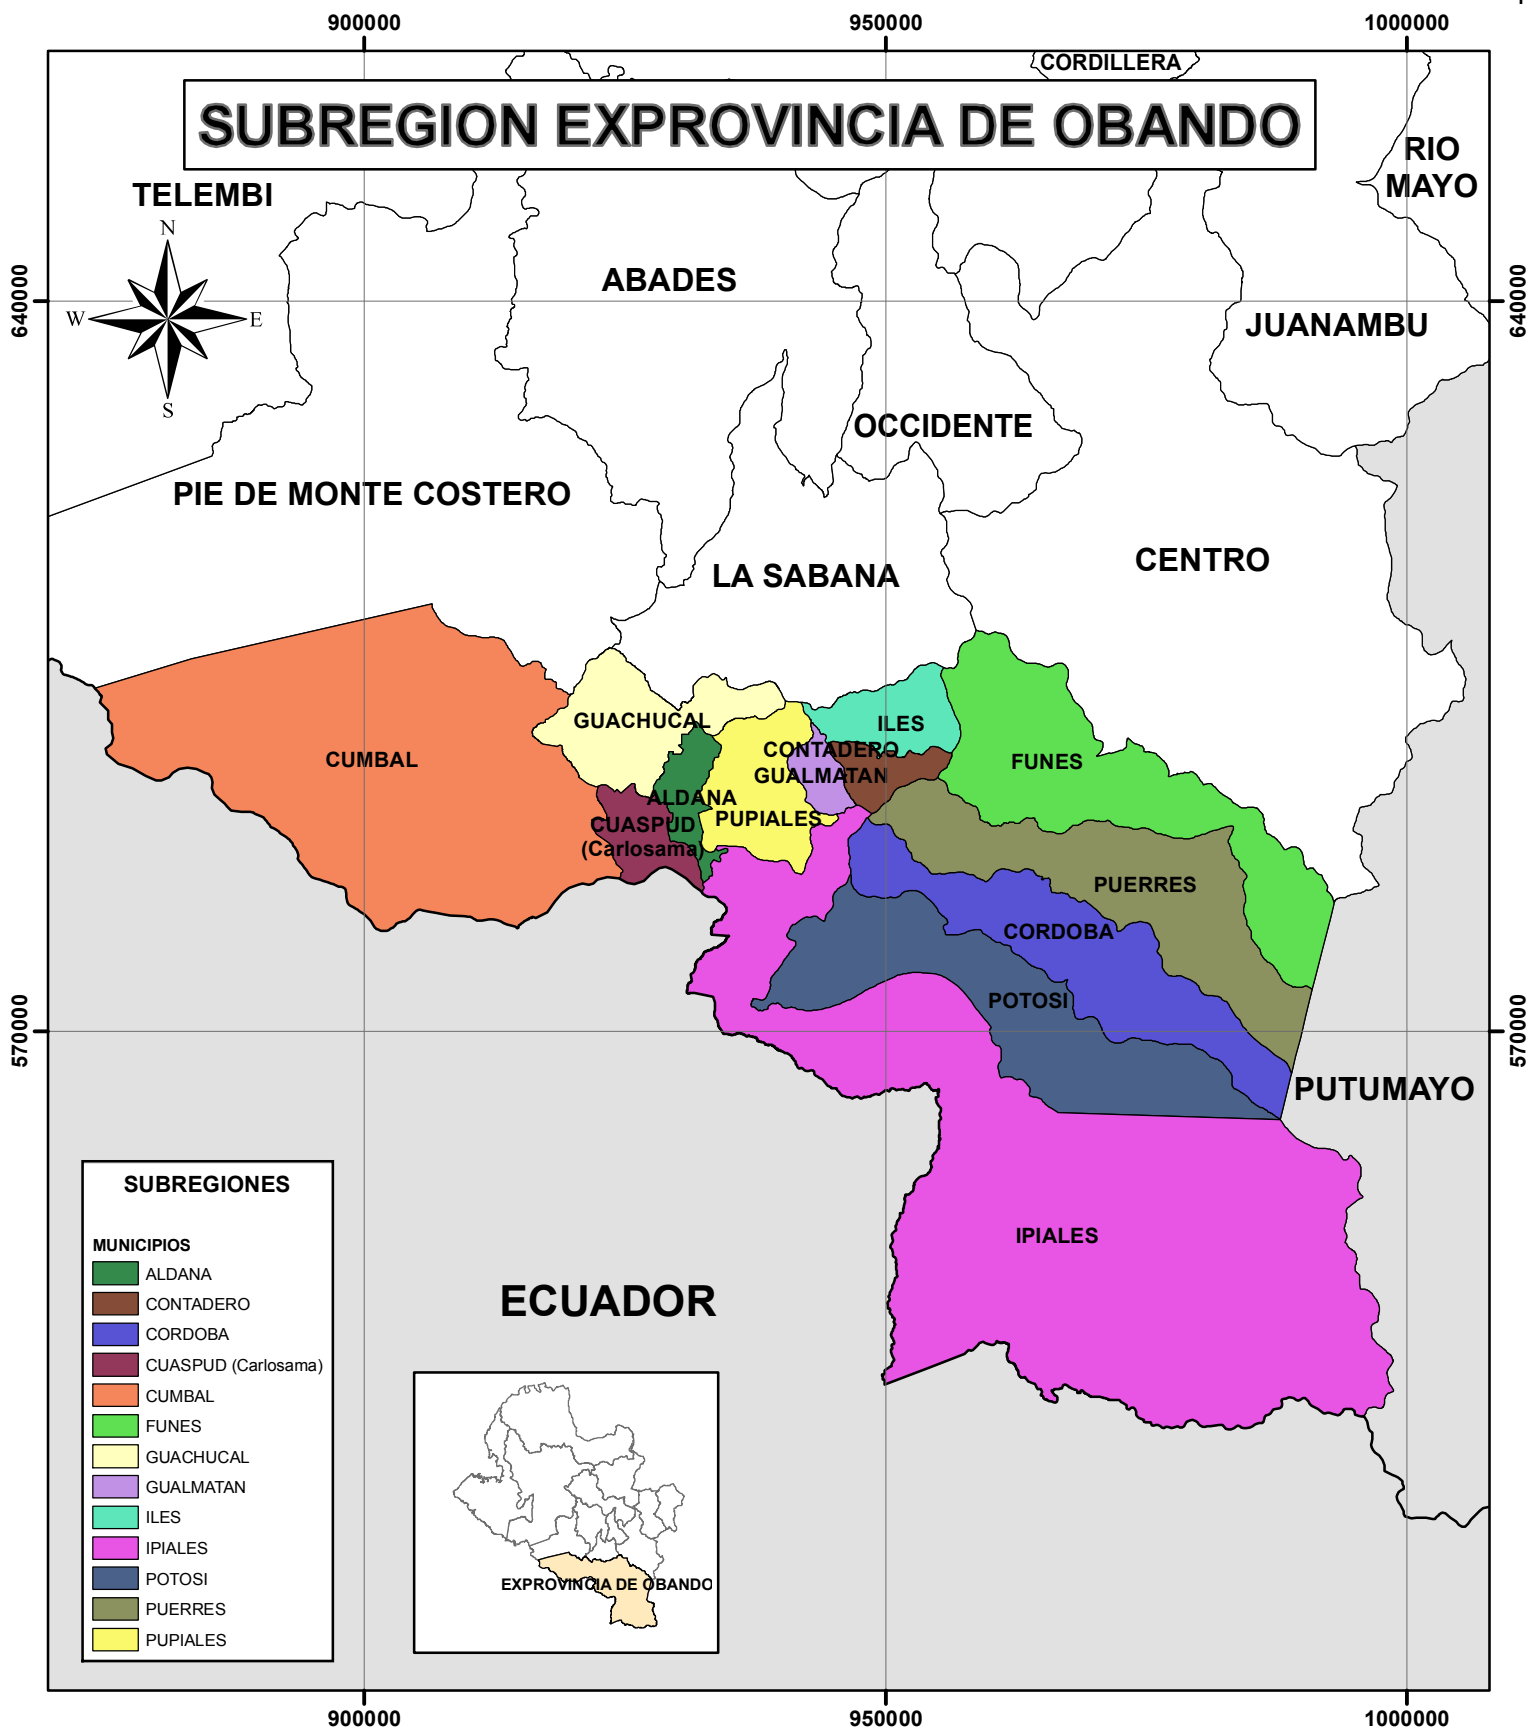 900000
950000
1000000
CORDILLERA
SUBREGION EXPROVINCIA DE OBANDO
RIO
MAYO
TELEMBI
N
W
E
S
640000
640000
ABADES
JUANAMBU
OCCIDENTE
PIE DE MONTE COSTERO
CENTRO
LA SABANA
GUACHUCAL
ILES
CUMBAL
CONTADERO
FUNES
GUALMATAN
ALDANA
PUPIALES
CUASPUD
(Carlosama)
PUERRES
CORDOBA
POTOSI
570000
570000
PUTUMAYO
IPIALES
ECUADOR
SUBREGIONES
MUNICIPIOS
ALDANA
CONTADERO
CORDOBA
CUASPUD (Carlosama)
CUMBAL
FUNES
GUACHUCAL
GUALMATAN
ILES
IPIALES
POTOSI
PUERRES
PUPIALES
EXPROVINCIA DE OBANDO
900000
950000
1000000